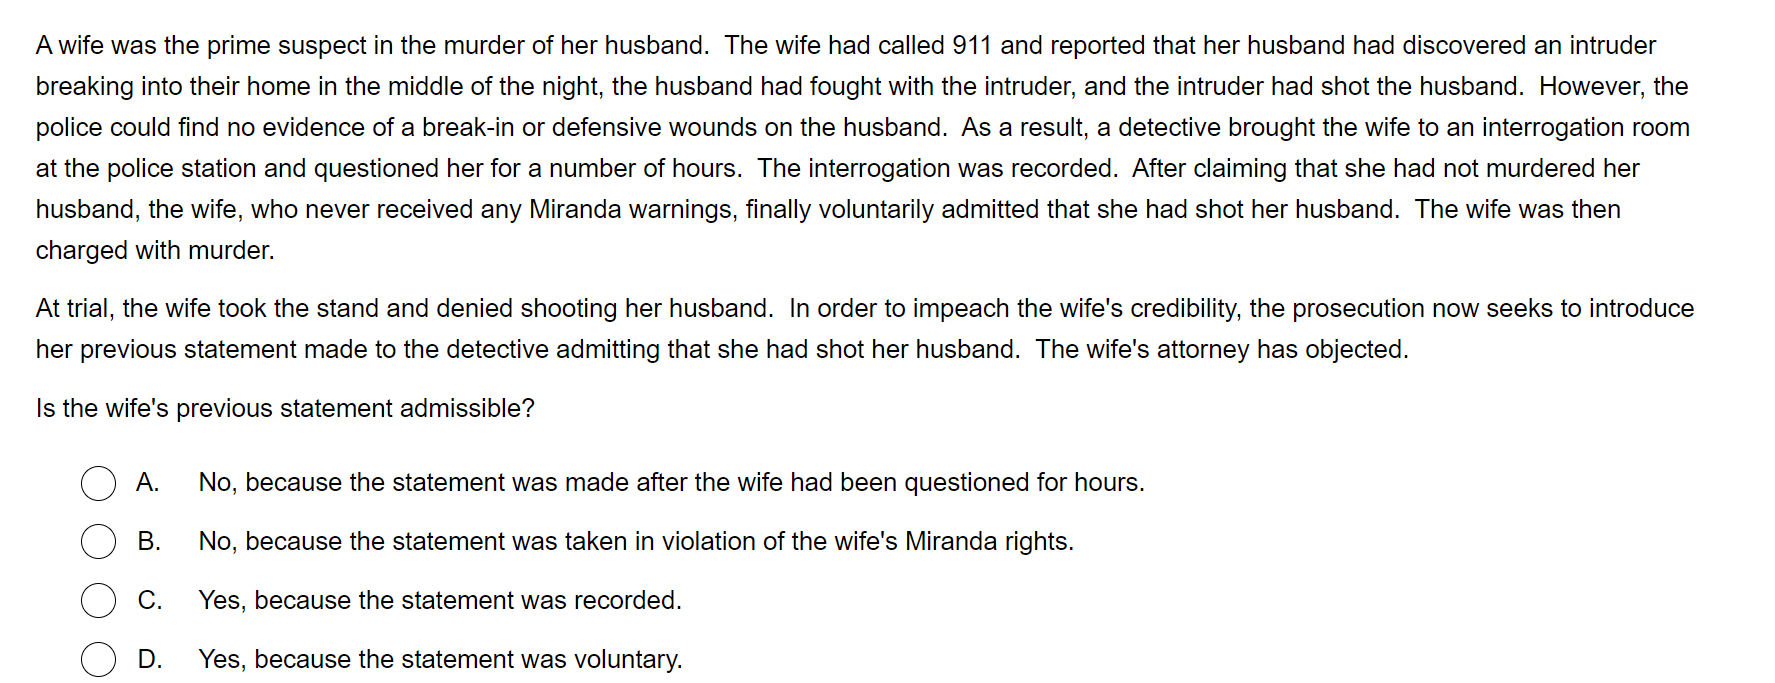 A wife was the prime suspect in the murder of her husband.  The wife had called 911 and reported that her husband had discovered an intruder
breaking into their home in the middle of the night, the husband had fought with the intruder, and the intruder had shot the husband.  However, the
police could find no evidence of a break-in or defensive wounds on the husband.  As a result, a detective brought the wife to an interrogation room
at the police station and questioned her for a number of hours.  The interrogation was recorded.  After claiming that she had not murdered her
husband, the wife, who never received any Miranda warnings, finally voluntarily admitted that she had shot her husband.  The wife was then
charged with murder.
At trial, the wife took the stand and denied shooting her husband.  In order to impeach the wife's credibility, the prosecution now seeks to introduce
her previous statement made to the detective admitting that she had shot her husband.  The wife's attorney has objected.
Is the wife's previous statement admissible?
A. No, because the statement was made after the wife had been questioned for hours.
B. No, because the statement was taken in violation of the wife's Miranda rights.
C. Yes, because the statement was recorded.
D. Yes, because the statement was voluntary.